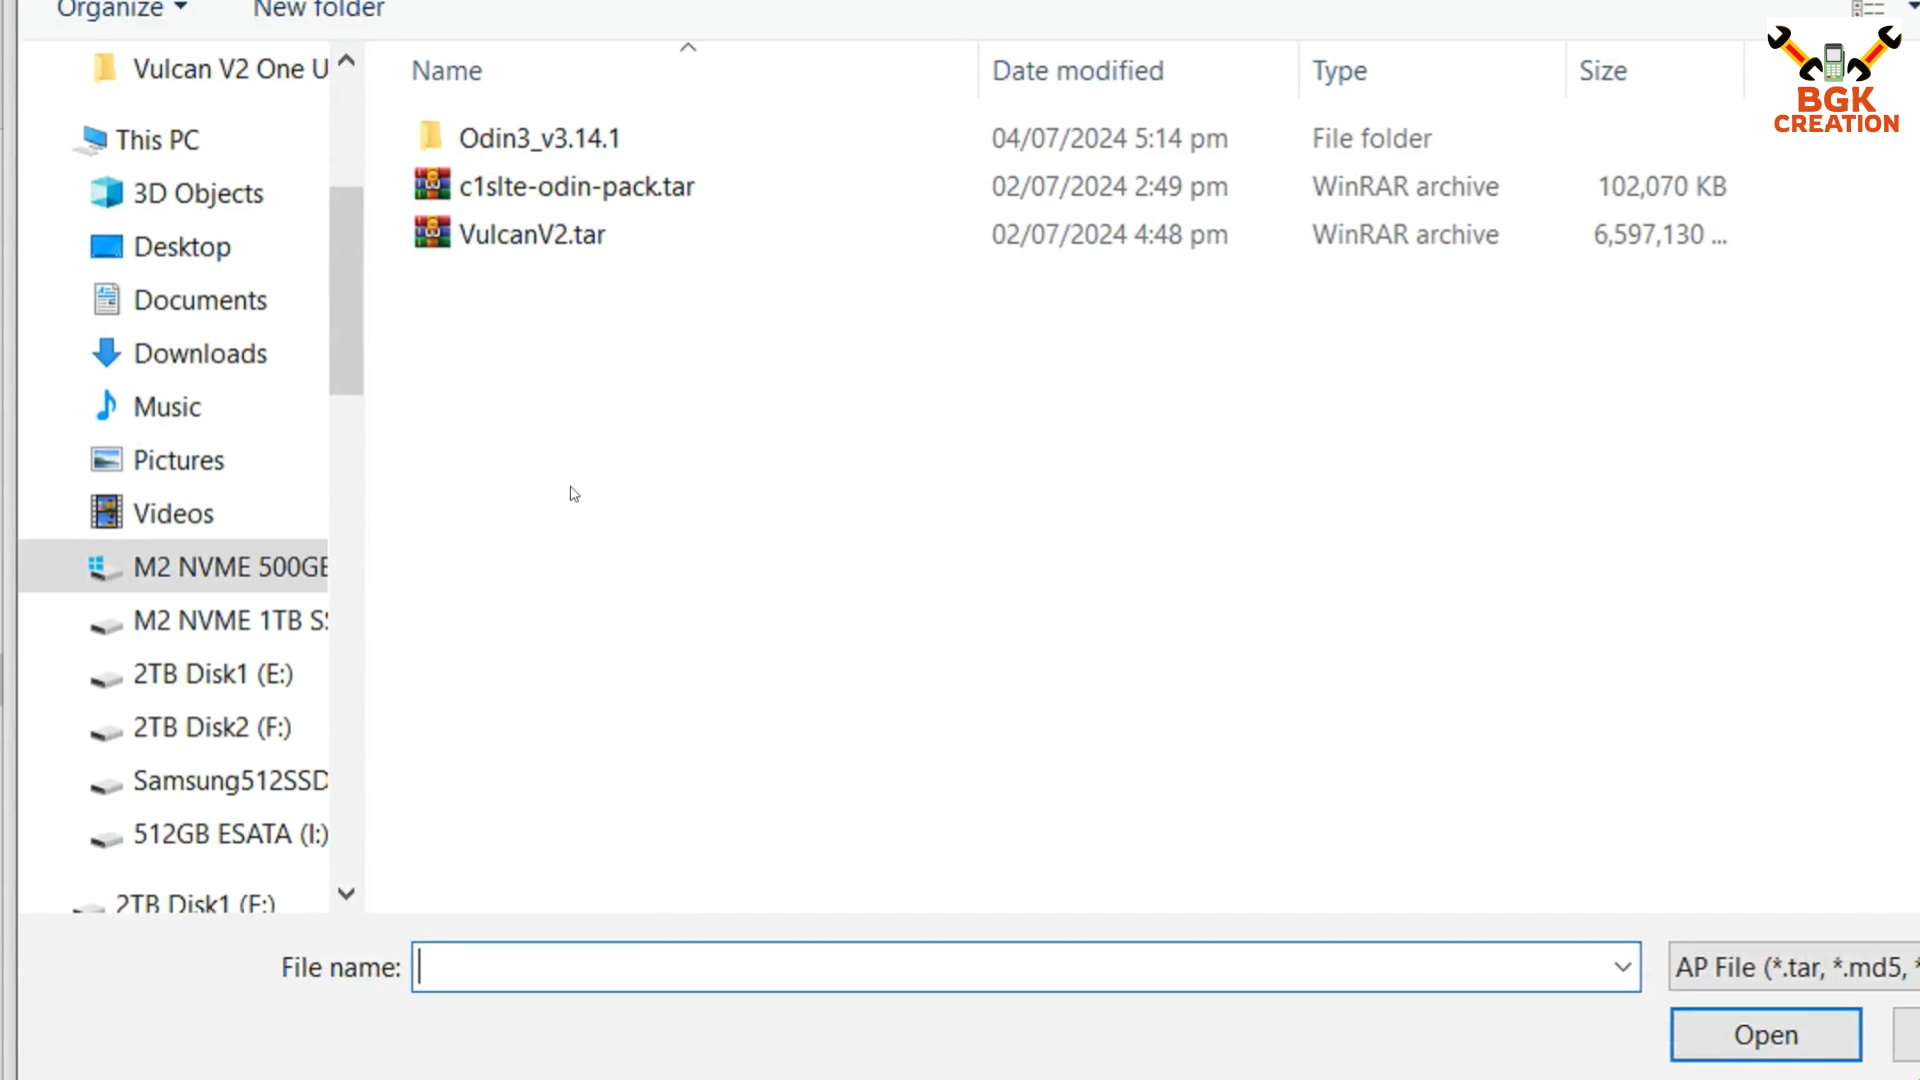 Organize
New folder
Vulcan V2 One U
Name
Date modified
Type
Size
BGK
CREATION
Odin3_v3.14.1
04/07/2024 5:14 pm
File folder
c1slte-odin-pack.tar
02/07/2024 2:49 pm
WinRAR archive
102,070 KB
VulcanV2.tar
02/07/2024 4:48 pm
WinRAR archive
6,597,130 ...
This PC
3D Objects
Desktop
Documents
Downloads
Music
Pictures
Videos
M2 NVME 500GE
M2 NVME 1TB S
2TB Disk1 (E:)
2TB Disk2 (F:)
Samsung512SSD
512GB ESATA (I:)
2TB Disk1 (E:)
File name:
AP File (*.tar, *.md5, *
Open